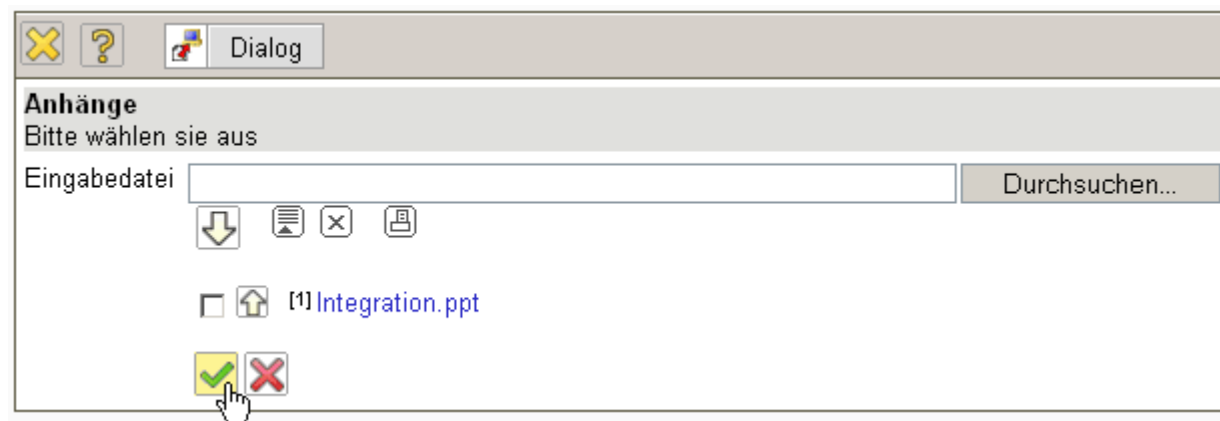 Dialog
Anhänge
Bitte wählen sie aus
Eingabedatei
Durchsuchen...
[1] Integration.ppt